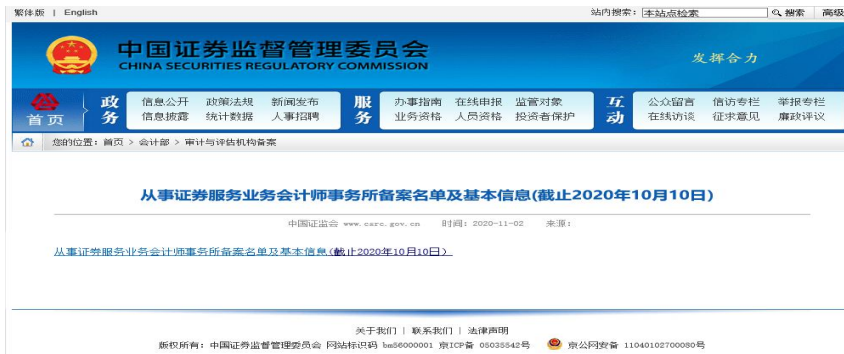 繁体版 | English 站内搜索: 本站点检索 搜索 高级
中国证券监督管理委员会
CHINA SECURITIES REGULATORY COMMISSION
发挥合力
首页 政务 信息公开 政策法规 新闻发布 服务 办事指南 在线申报 监管对象 互动 公众留言 信访专栏 举报专栏
信息披露 统计数据 人事招聘 业务资格 人员资格 投资者保护 在线访谈 征求意见 廉政评议
您的位置: 首页 > 会计部 > 审计与评估机构备案
从事证券服务业务会计师事务所备案名单及基本信息(截止2020年10月10日)
中国证监会 www.csrc.gov.cn 时间: 2020-11-02 来源:
从事证券服务业务会计师事务所备案名单及基本信息(截止2020年10月10日)
关于我们 | 联系我们 | 法律声明
版权所有: 中国证券监督管理委员会 网站标识码 bm56000001 京ICP备 05035542号 京公网安备 11040102700080号